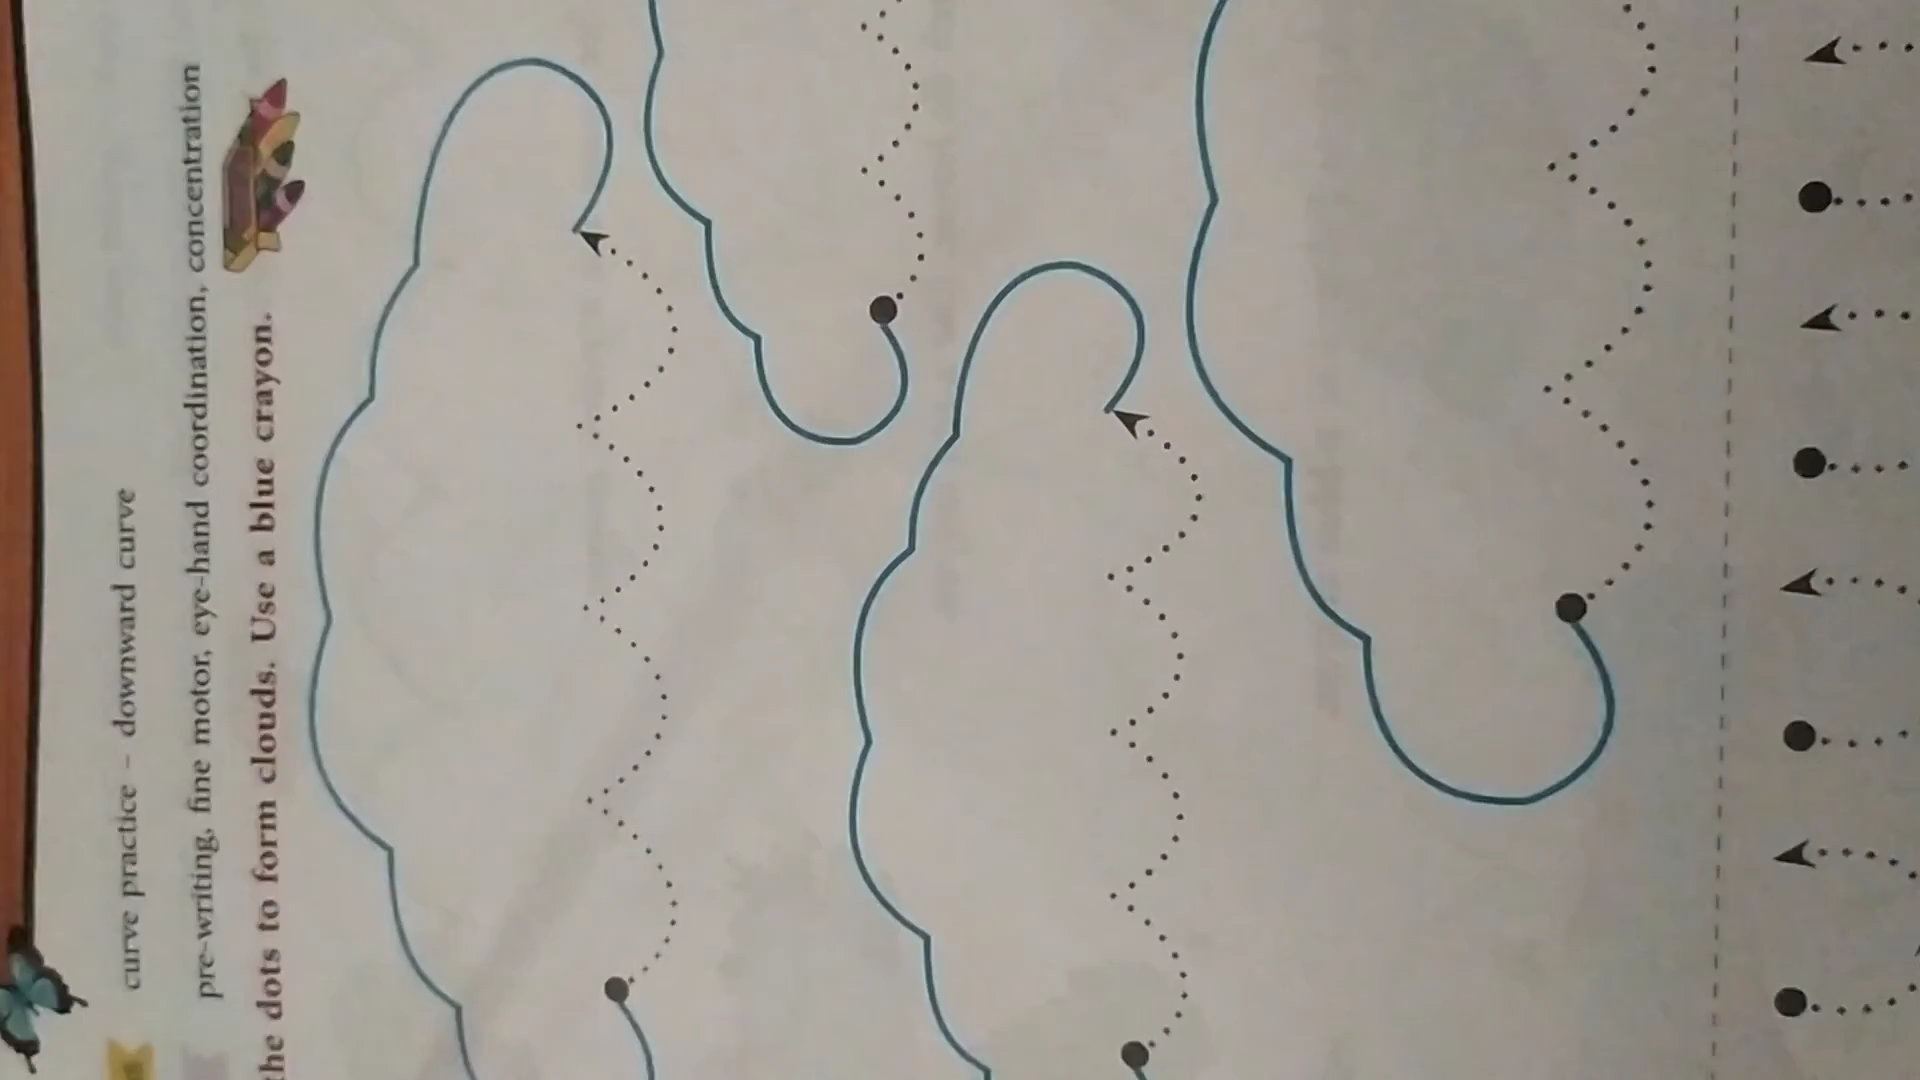 curve practice – downward curve
pre-writing, fine motor, eye-hand coordination, concentration
the dots to form clouds. Use a blue crayon.